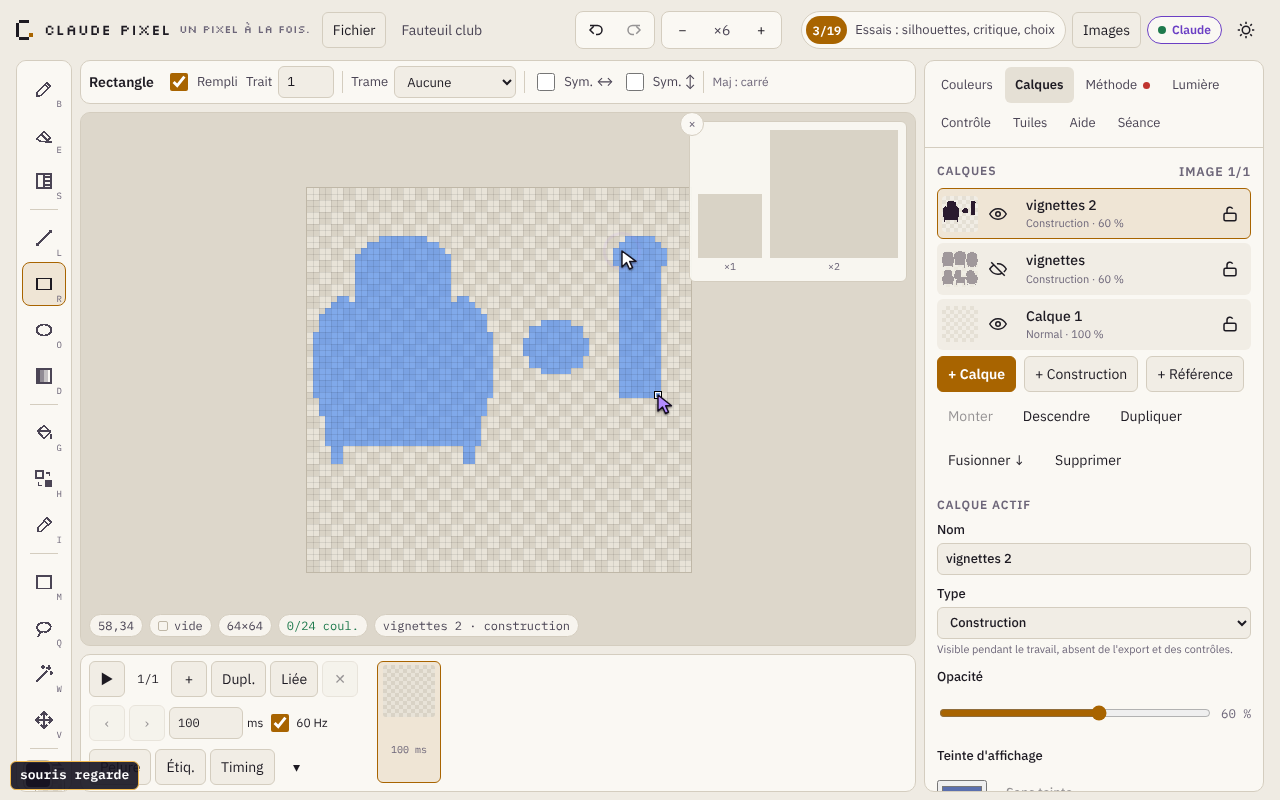 CLAUDE PIXEL UN PIXEL À LA FOIS.
Fichier
Fauteuil club
− ×6 +
3/19 Essais : silhouettes, critique, choix
Images
Claude
Rectangle Rempli Trait 1 Trame Aucune Sym. ↔ Sym. ↕ Maj : carré
B
E
S
L
R
O
D
G
H
I
M
Q
W
V
×
×1
×2
58,34
vide
64×64
0/24 coul.
vignettes 2 · construction
1/1 + Dupl. Liée ✕
‹ › 100 ms 60 Hz
Étiq. Timing ▼
100 ms
souris regarde
Couleurs Calques Méthode Lumière
Contrôle Tuiles Aide Séance
CALQUES IMAGE 1/1
vignettes 2
Construction · 60 %
vignettes
Construction · 60 %
Calque 1
Normal · 100 %
+ Calque + Construction + Référence
Monter Descendre Dupliquer
Fusionner ↓ Supprimer
CALQUE ACTIF
Nom
vignettes 2
Type
Construction
Visible pendant le travail, absent de l'export et des contrôles.
Opacité
60 %
Teinte d'affichage